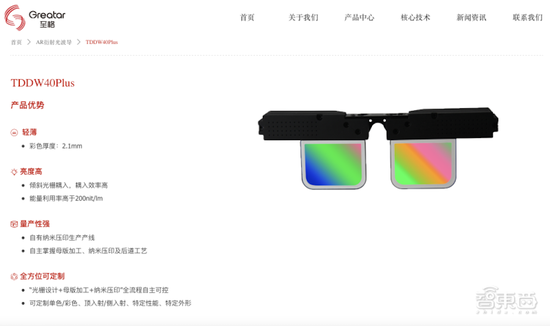 Greatar
至格
首页
关于我们
产品中心
核心技术
新闻资讯
联系我们
首页 > AR衍射光波导 > TDDW40Plus
TDDW40Plus
产品优势
轻薄
彩色厚度：2.1mm
亮度高
倾斜光栅耦入、耦入效率高
能量利用率高于200nit/lm
量产性强
自有纳米压印生产产线
自主掌握母版加工、纳米压印及后道工艺
全方位可定制
“光栅设计+母版加工+纳米压印”全流程自主可控
可定制单色/彩色、顶入射/侧入射、特定性能、特定外形
智东西
zhidx.com